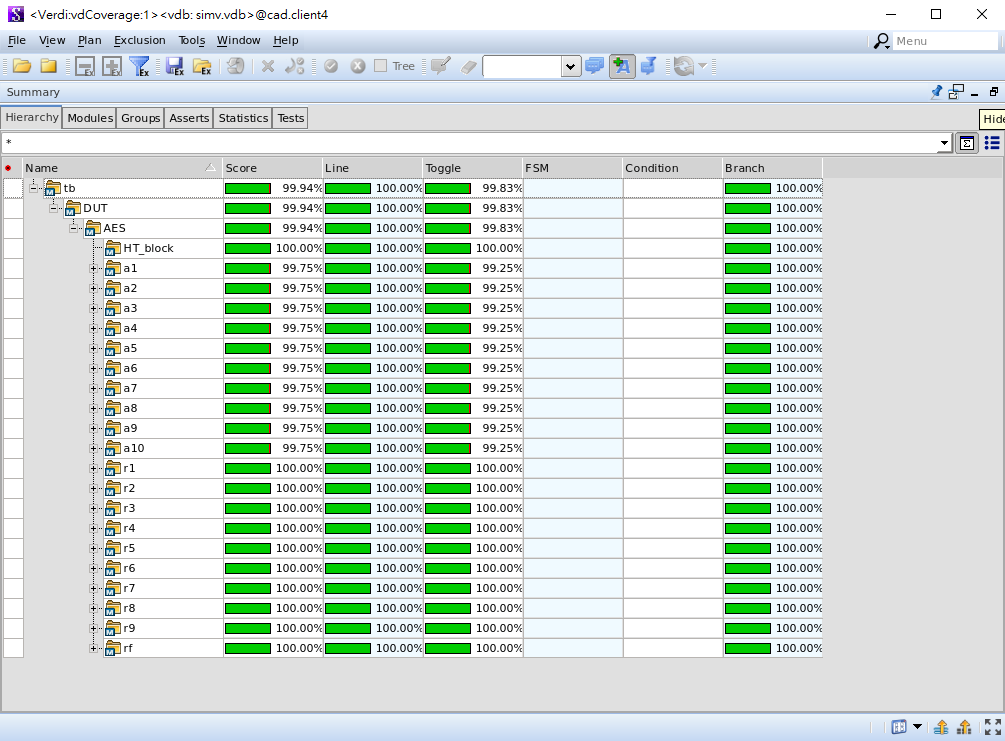 <Verdi:vdCoverage:1><vdb: simv.vdb>@cad.client4
File View Plan Exclusion Tools Window Help Menu
Ex Ex Ex Ex Ex Tree A
Summary
Hierarchy Modules Groups Asserts Statistics Tests Hide
*
Name Score Line Toggle FSM Condition Branch
tb 99.94% 100.00% 99.83% 100.00%
DUT 99.94% 100.00% 99.83% 100.00%
AES 99.94% 100.00% 99.83% 100.00%
HT_block 100.00% 100.00% 100.00% 100.00%
a1 99.75% 100.00% 99.25% 100.00%
a2 99.75% 100.00% 99.25% 100.00%
a3 99.75% 100.00% 99.25% 100.00%
a4 99.75% 100.00% 99.25% 100.00%
a5 99.75% 100.00% 99.25% 100.00%
a6 99.75% 100.00% 99.25% 100.00%
a7 99.75% 100.00% 99.25% 100.00%
a8 99.75% 100.00% 99.25% 100.00%
a9 99.75% 100.00% 99.25% 100.00%
a10 99.75% 100.00% 99.25% 100.00%
r1 100.00% 100.00% 100.00% 100.00%
r2 100.00% 100.00% 100.00% 100.00%
r3 100.00% 100.00% 100.00% 100.00%
r4 100.00% 100.00% 100.00% 100.00%
r5 100.00% 100.00% 100.00% 100.00%
r6 100.00% 100.00% 100.00% 100.00%
r7 100.00% 100.00% 100.00% 100.00%
r8 100.00% 100.00% 100.00% 100.00%
r9 100.00% 100.00% 100.00% 100.00%
rf 100.00% 100.00% 100.00% 100.00%